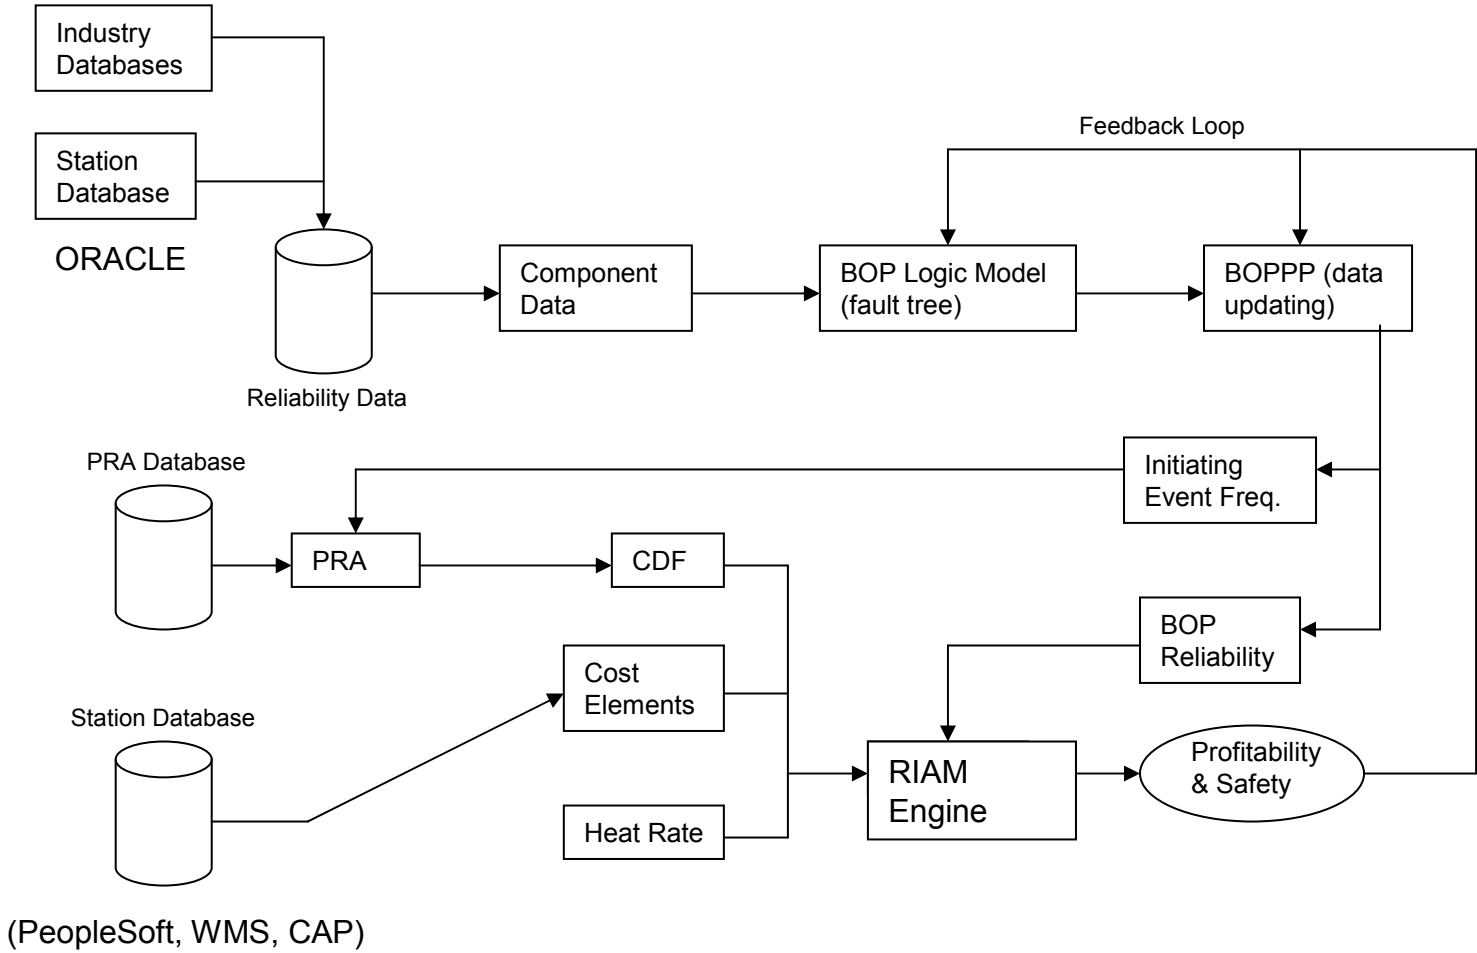 Industry
Databases
Feedback Loop
Station
Database
ORACLE
Component
Data
BOP Logic Model
(fault tree)
BOPPP (data
updating)
Reliability Data
PRA Database
Initiating
Event Freq.
PRA
CDF
BOP
Reliability
Cost
Elements
Station Database
RIAM
Engine
Profitability
& Safety
Heat Rate
(PeopleSoft, WMS, CAP)